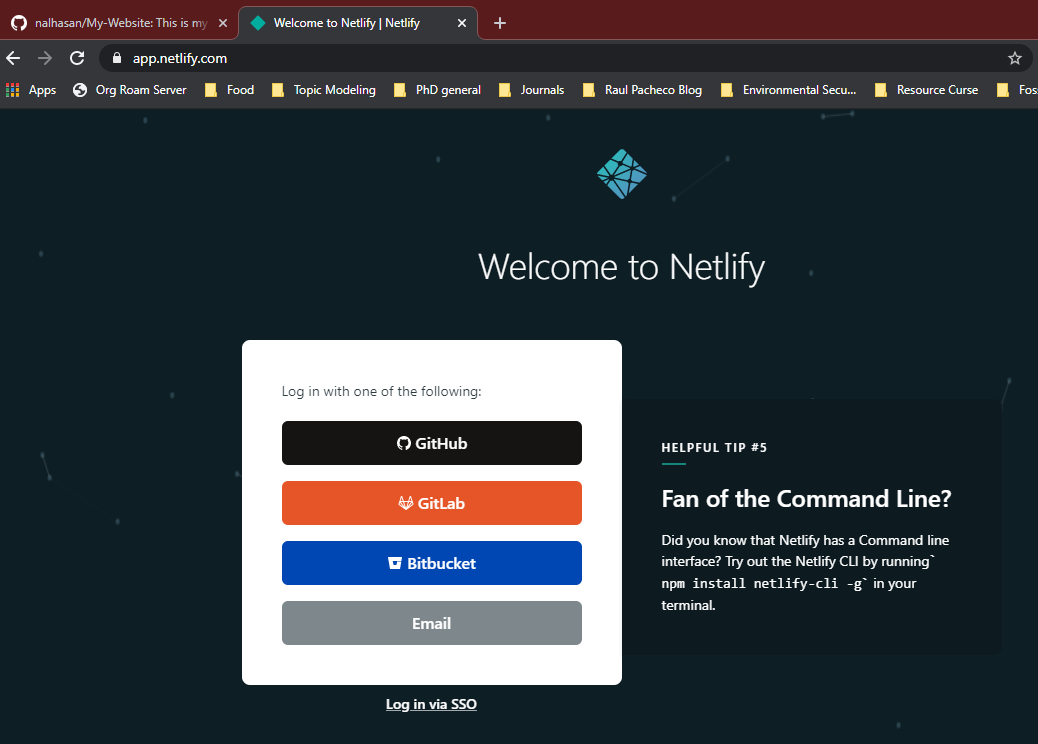 nalhasan/My-Website: This is my
Welcome to Netlify | Netlify
app.netlify.com
Apps Org Roam Server Food Topic Modeling PhD general Journals Raul Pacheco Blog Environmental Secu... Resource Curse Fos
Welcome to Netlify
Log in with one of the following:
GitHub
GitLab
Bitbucket
Email
Log in via SSO
HELPFUL TIP #5
Fan of the Command Line?
Did you know that Netlify has a Command line
interface? Try out the Netlify CLI by running`
npm install netlify-cli -g` in your
terminal.